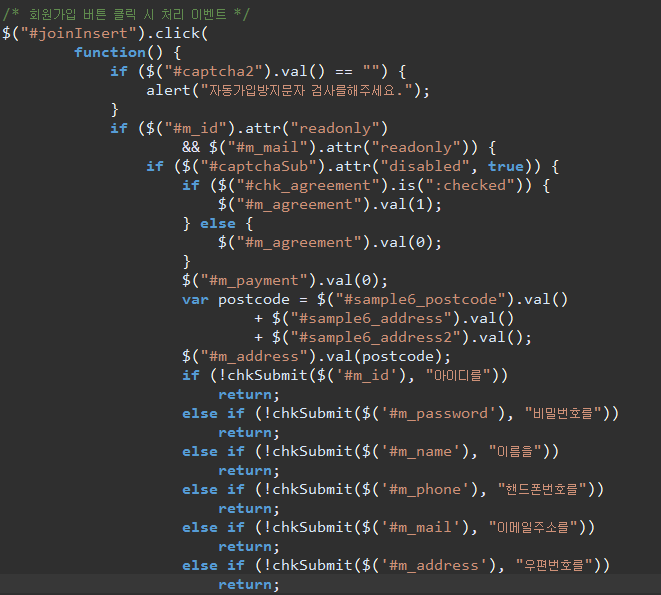 /* 회원가입 버튼 클릭 시 처리 이벤트 */
$("#joinInsert").click(
        function() {
            if ($("#captcha2").val() == "") {
                alert("자동가입방지문자 검사를해주세요.");
            }
            if ($("#m_id").attr("readonly")
                    && $("#m_mail").attr("readonly")) {
                if ($("#captchaSub").attr("disabled", true)) {
                    if ($("#chk_agreement").is(":checked")) {
                        $("#m_agreement").val(1);
                    } else {
                        $("#m_agreement").val(0);
                    }
                    $("#m_payment").val(0);
                    var postcode = $("#sample6_postcode").val()
                            + $("#sample6_address").val()
                            + $("#sample6_address2").val();
                    $("#m_address").val(postcode);
                    if (!chkSubmit($('#m_id'), "아이디를"))
                        return;
                    else if (!chkSubmit($('#m_password'), "비밀번호를"))
                        return;
                    else if (!chkSubmit($('#m_name'), "이름을"))
                        return;
                    else if (!chkSubmit($('#m_phone'), "핸드폰번호를"))
                        return;
                    else if (!chkSubmit($('#m_mail'), "이메일주소를"))
                        return;
                    else if (!chkSubmit($('#m_address'), "우편번호를"))
                        return;